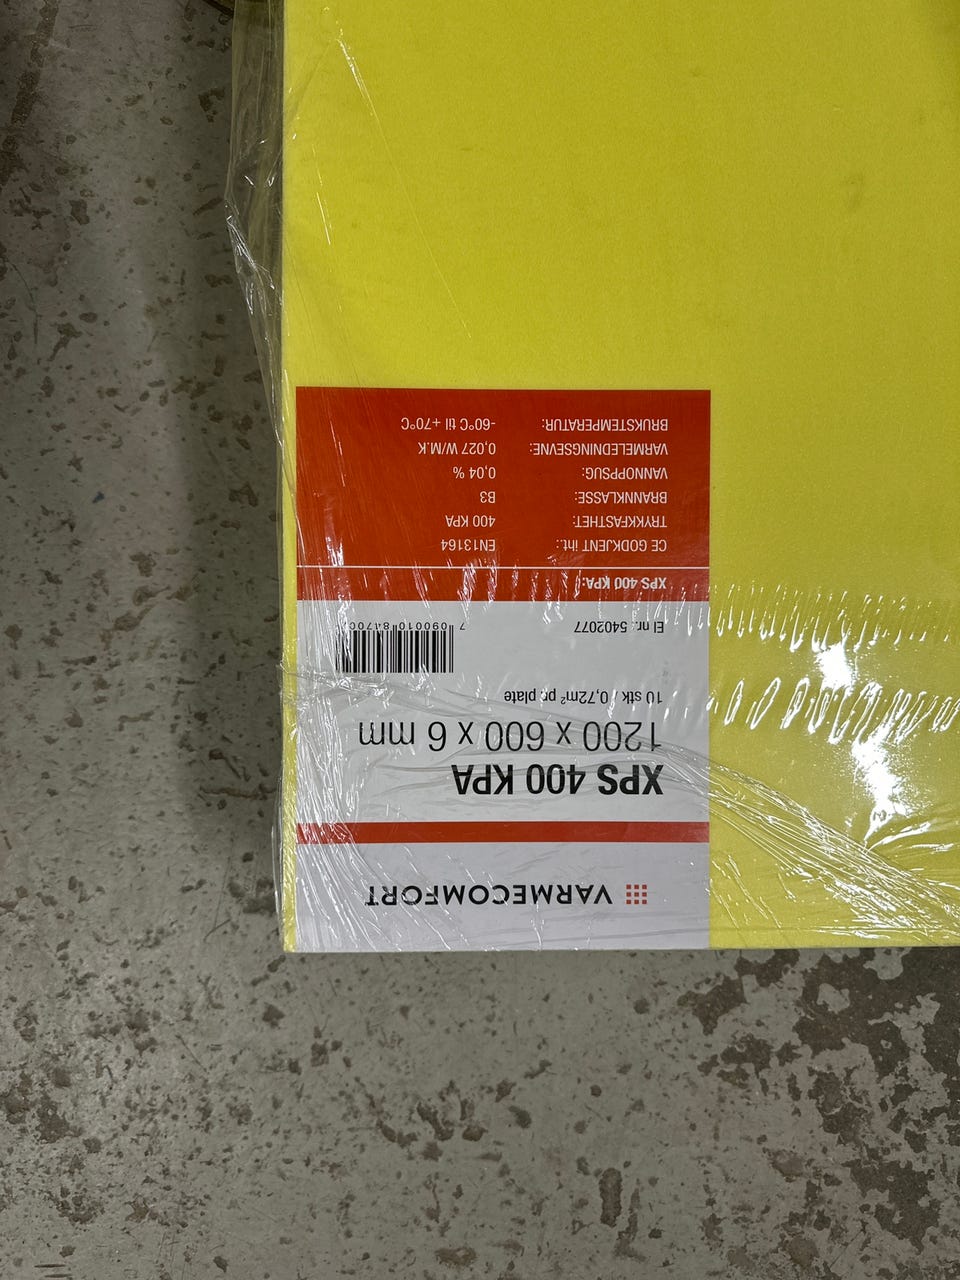 VARMECOMFORT
XPS 400 KPA
1200 x 600 x 6 mm
10 stk / 0,72m² pr. plate
El nr.: 5402077
XPS 400 KPA:
CE GODKJENT iht.: EN13164
TRYKKFASTHET: 400 KPA
BRANNKLASSE: B3
VANNOPPSUG: 0,04 %
VARMELEDNINGSEVNE: 0,027 W/M.K
BRUKSTEMPERATUR: -60°C til +70°C